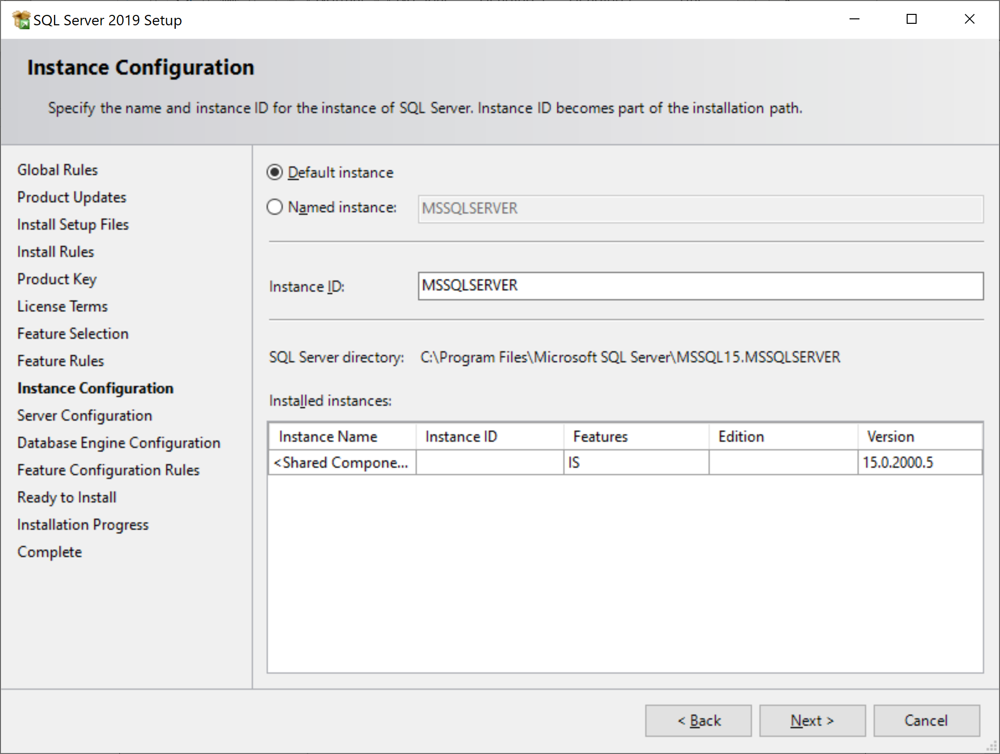 SQL Server 2019 Setup
Instance Configuration
Specify the name and instance ID for the instance of SQL Server. Instance ID becomes part of the installation path.
Global Rules
Product Updates
Install Setup Files
Install Rules
Product Key
License Terms
Feature Selection
Feature Rules
Instance Configuration
Server Configuration
Database Engine Configuration
Feature Configuration Rules
Ready to Install
Installation Progress
Complete
Default instance
Named instance: MSSQLSERVER
Instance ID: MSSQLSERVER
SQL Server directory: C:\Program Files\Microsoft SQL Server\MSSQL15.MSSQLSERVER
Installed instances:
Instance Name Instance ID Features Edition Version
<Shared Compone... IS 15.0.2000.5
< Back Next > Cancel